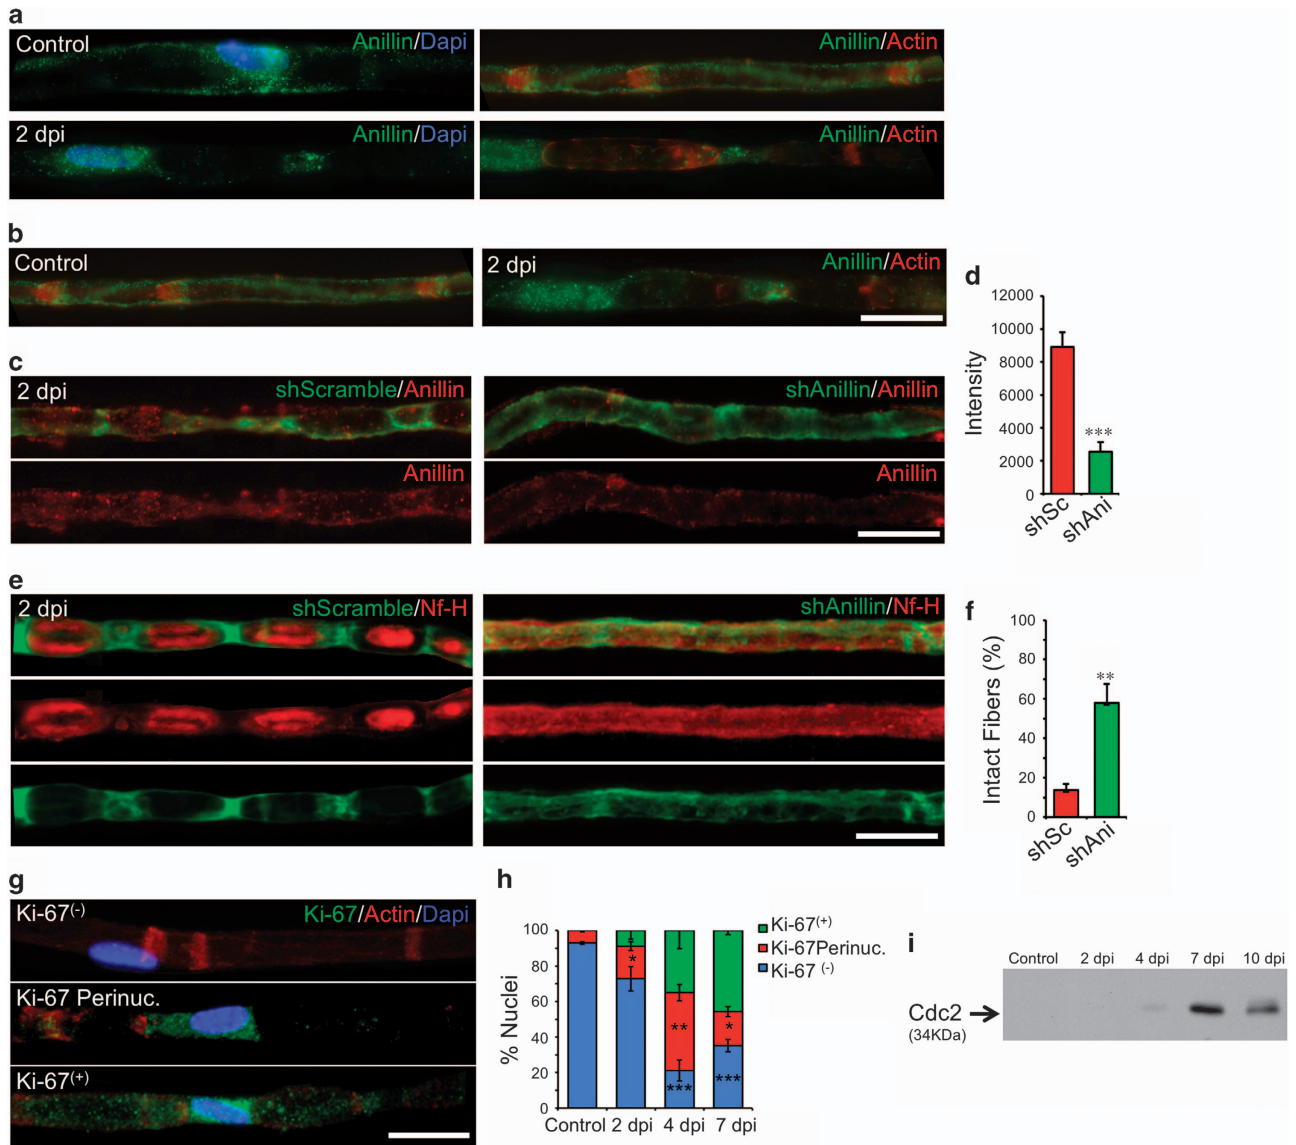 a
Control
Anillin/Dapi
Anillin/Actin
2 dpi
Anillin/Dapi
Anillin/Actin
b
Control
2 dpi
Anillin/Actin
c
2 dpi
shScramble/Anillin
shAnillin/Anillin
Anillin
Anillin
d
12000
10000
8000
6000
4000
2000
0
Intensity
***
shSc
shAni
e
2 dpi
shScramble/Nf-H
shAnillin/Nf-H
f
100
80
60
40
20
0
Intact Fibers (%)
**
shSc
shAni
g
Ki-67(-)
Ki-67/Actin/Dapi
Ki-67 Perinuc.
Ki-67(+)
h
100
80
60
40
20
0
% Nuclei
*
**
***
*
***
Control 2 dpi 4 dpi 7 dpi
Ki-67(+)
Ki-67Perinuc.
Ki-67 (-)
i
Control 2 dpi 4 dpi 7 dpi 10 dpi
Cdc2
(34KDa)